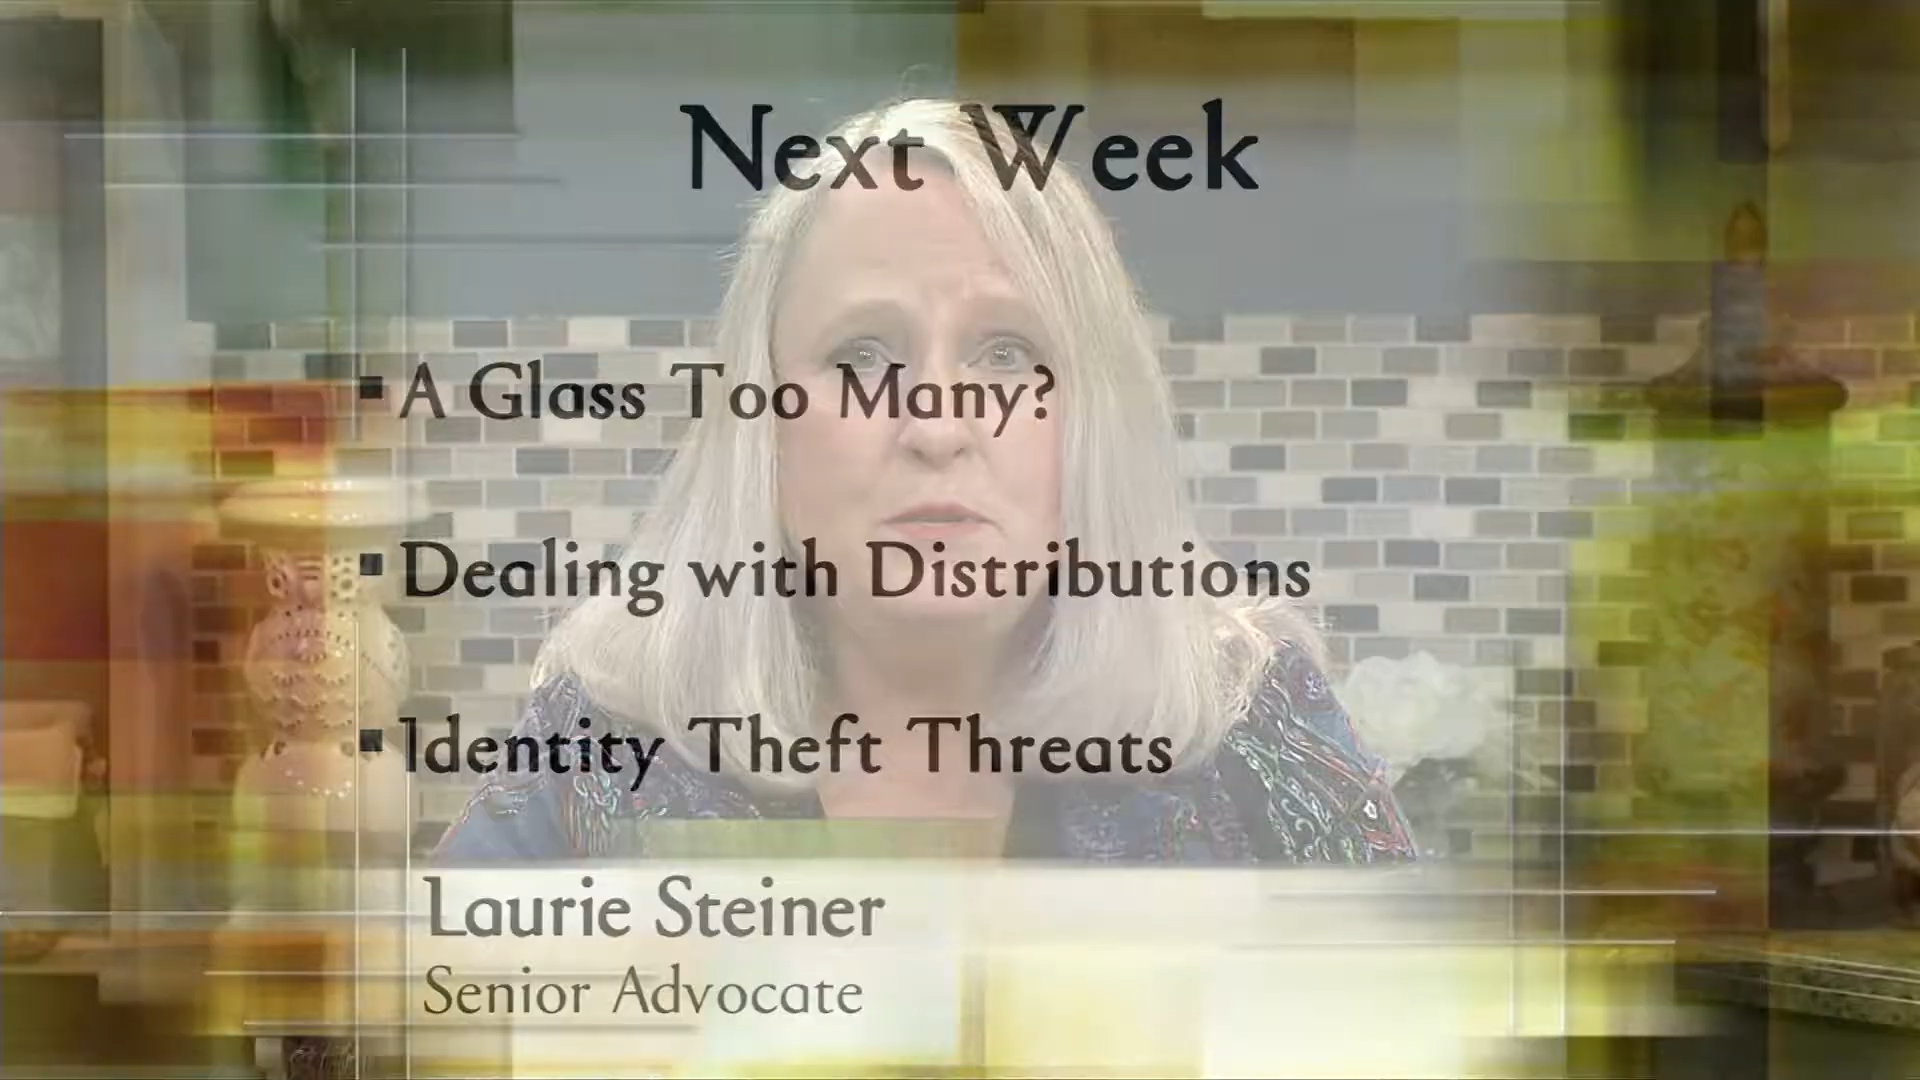 Next Week
▪ A Glass Too Many?
▪ Dealing with Distributions
▪ Identity Theft Threats
Laurie Steiner
Senior Advocate